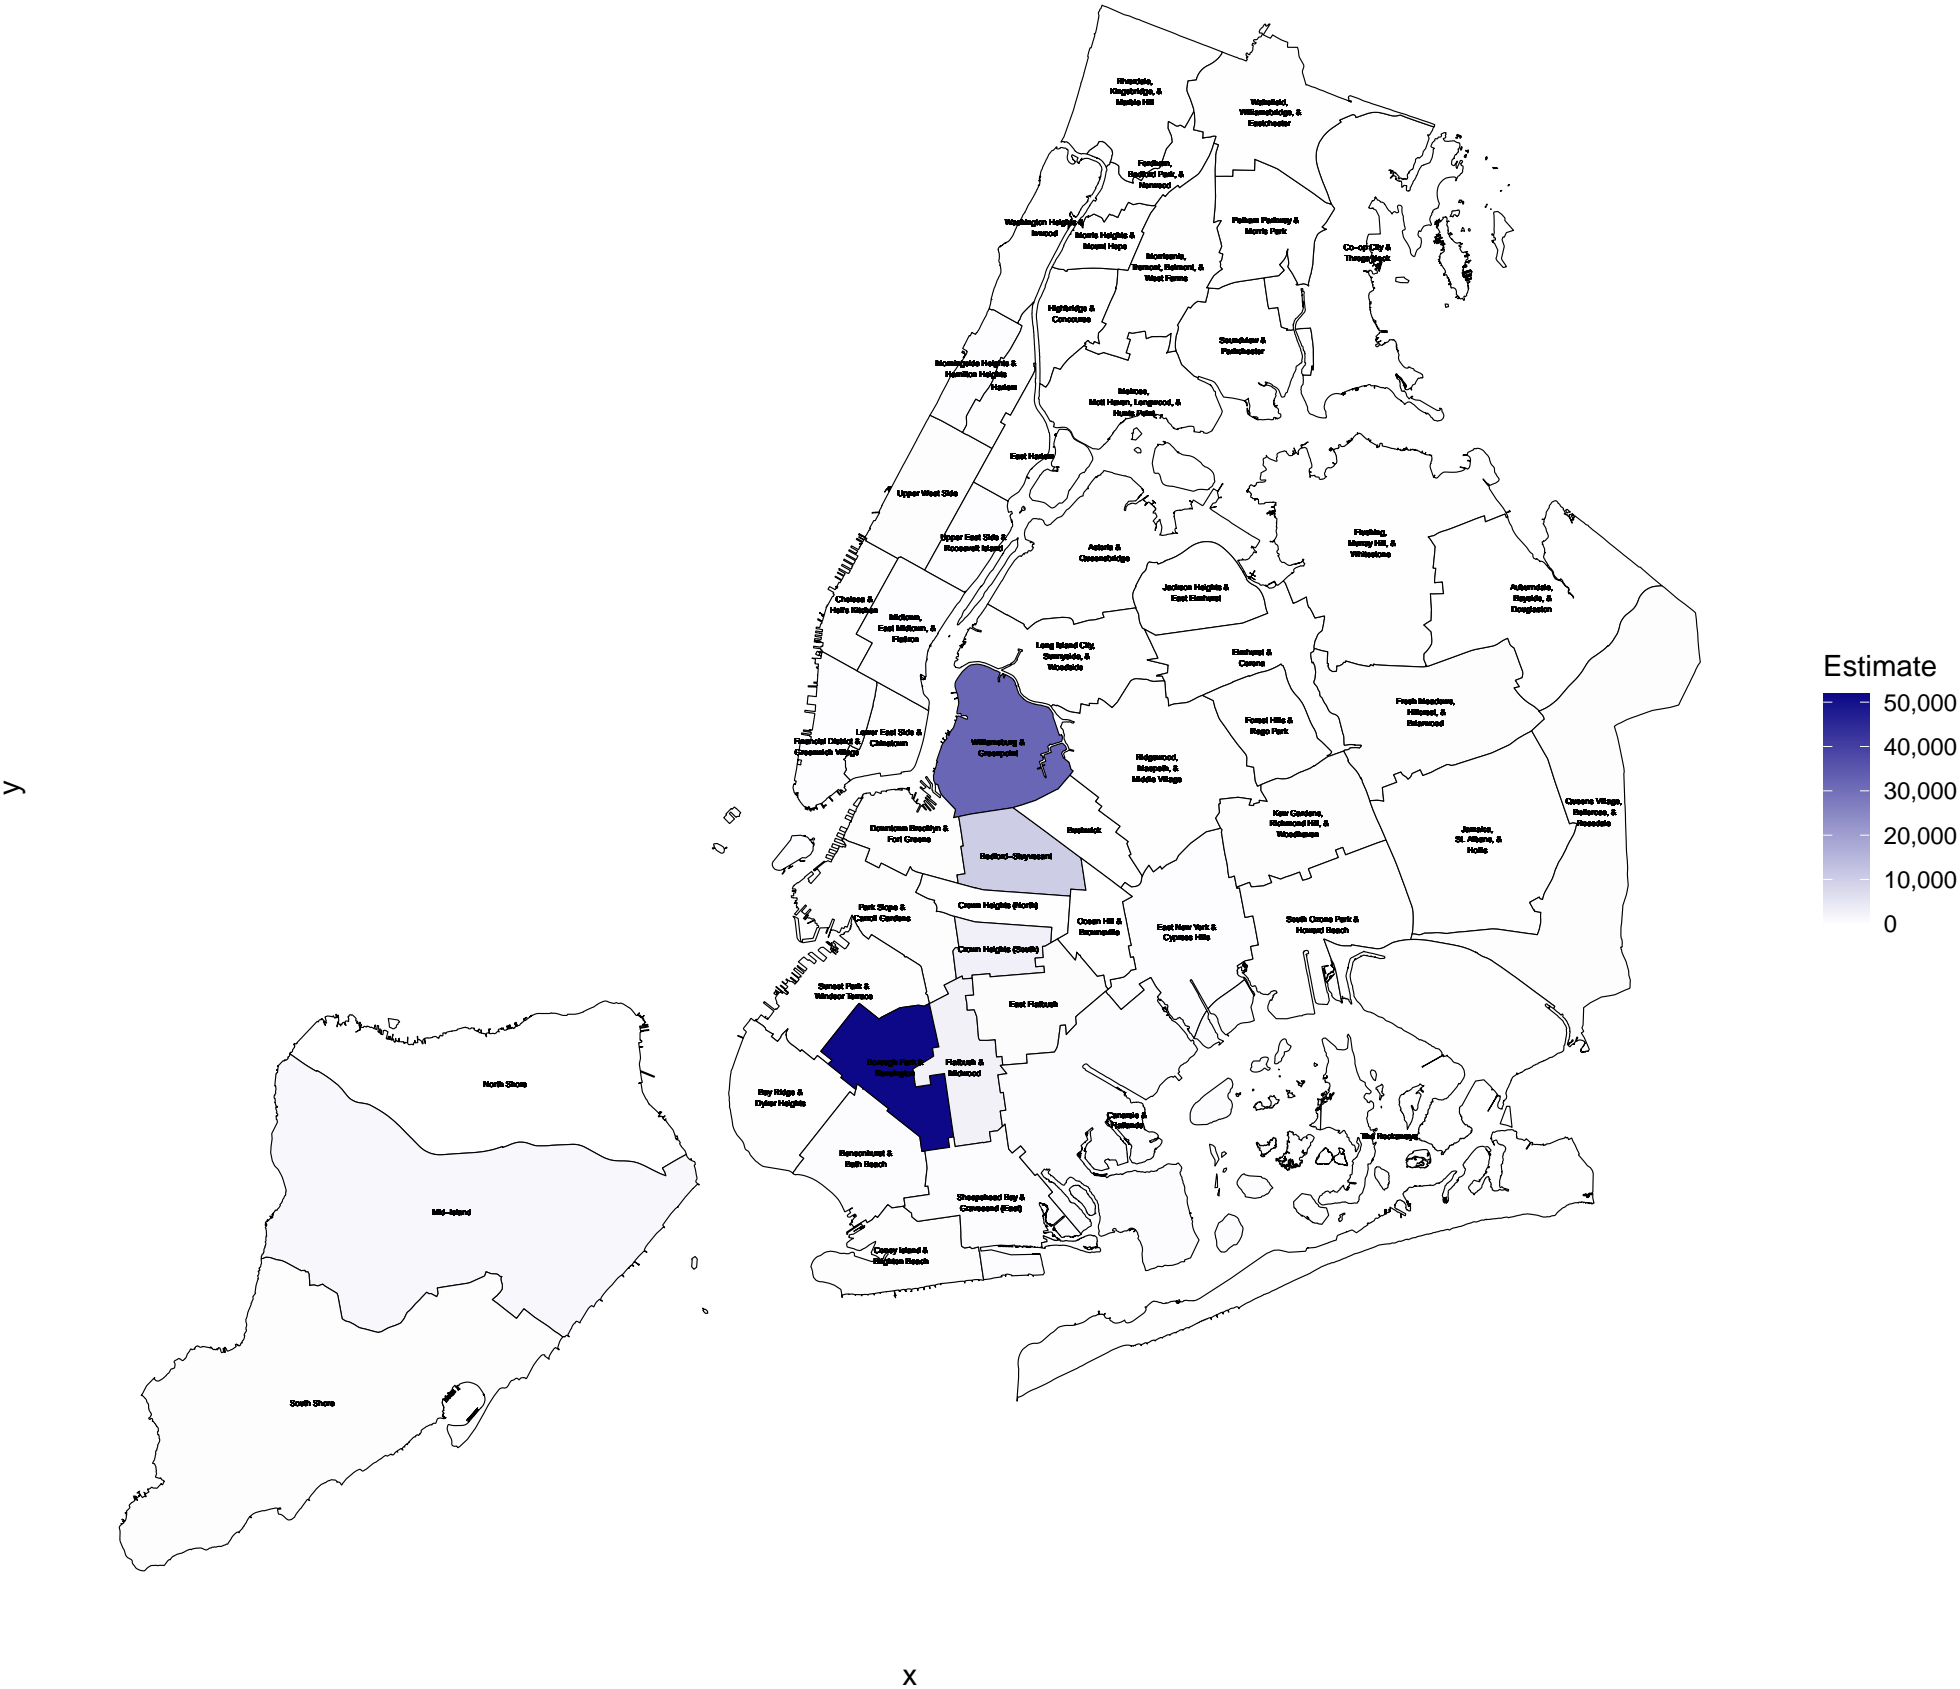 Riverdale,
Kingsbridge, &
Marble Hill
Wakefield,
Williamsbridge, &
Eastchester
Fordham,
Bedford Park, &
Norwood
Washington Heights &
Inwood
Morris Heights &
Mount Hope
Pelham Parkway &
Morris Park
Co-op City &
Throgs Neck
Morrisania,
Tremont, Belmont, &
West Farms
Highbridge &
Concourse
Soundview &
Parkchester
Morningside Heights &
Hamilton Heights
Harlem
Melrose,
Mott Haven, Longwood, &
Hunts Point
East Harlem
Upper West Side
Upper East Side &
Roosevelt Island
Astoria &
Queensbridge
Flushing,
Murray Hill, &
Whitestone
Jackson Heights &
East Elmhurst
Auburndale,
Bayside, &
Douglaston
Chelsea &
Hell's Kitchen
Midtown,
East Midtown, &
Flatiron
Long Island City,
Sunnyside, &
Woodside
Elmhurst &
Corona
Fresh Meadows,
Hillcrest, &
Briarwood
Forest Hills &
Rego Park
Financial District &
Greenwich Village
Lower East Side &
Chinatown
Williamsburg &
Greenpoint
Ridgewood,
Maspeth, &
Middle Village
Queens Village,
Bellerose, &
Rosedale
Kew Gardens,
Richmond Hill, &
Woodhaven
Jamaica,
St. Albans, &
Hollis
Downtown Brooklyn &
Fort Greene
Bushwick
Bedford-Stuyvesant
Crown Heights (North)
Park Slope &
Carroll Gardens
Ocean Hill &
Brownsville
East New York &
Cypress Hills
South Ozone Park &
Howard Beach
Crown Heights (South)
Sunset Park &
Windsor Terrace
East Flatbush
Borough Park &
Kensington
Flatbush &
Midwood
Bay Ridge &
Dyker Heights
Canarsie &
Flatlands
The Rockaways
Bensonhurst &
Bath Beach
Sheepshead Bay &
Gravesend (East)
Coney Island &
Brighton Beach
North Shore
Mid-Island
South Shore
Estimate
50,000
40,000
30,000
20,000
10,000
0
x
y